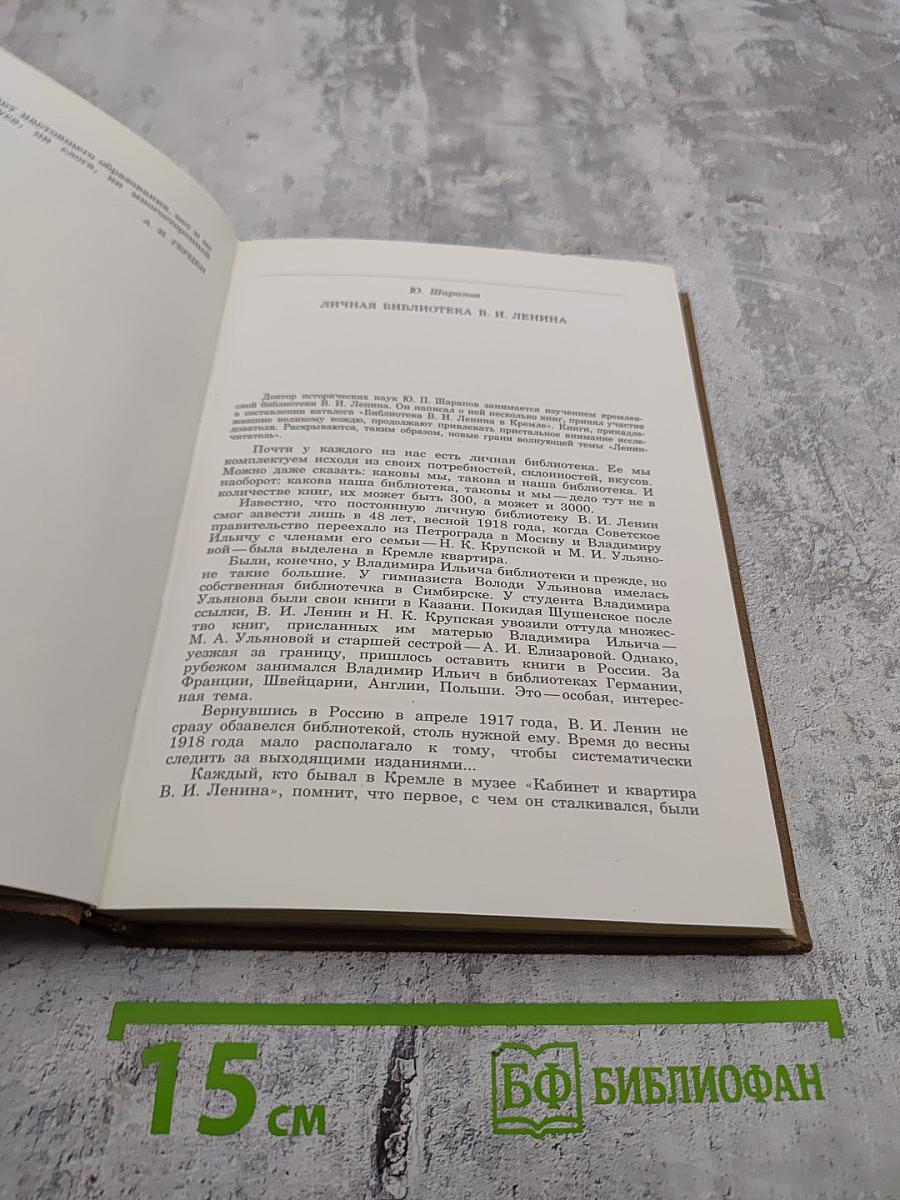 настоящего образования, нет и не
ни многосторонней
А. И. ГЕРЦЕН
Ю. Шарапов
ЛИЧНАЯ БИБЛИОТЕКА В. И. ЛЕНИНА
Доктор исторических наук Ю. П. Шарапов занимается изучением кремлев-
ской библиотеки В. И. Ленина. Он написал о ней несколько книг, принял участие
в составлении каталога «Библиотека В. И. Ленина в Кремле». Книги, принадле-
жавшие великому вождю, продолжают привлекать пристальное внимание иссле-
дователя. Раскрываются, таким образом, новые грани волнующей темы «Ленин-
читатель».
Почти у каждого из нас есть личная библиотека. Ее мы
комплектуем исходя из своих потребностей, склонностей, вкусов.
Можно даже сказать: каковы мы, такова и наша библиотека. И
наоборот: какова наша библиотека, таковы и мы — дело тут не в
количестве книг, их может быть 300, а может и 3000.
Известно, что постоянную личную библиотеку В. И. Ленин
смог завести лишь в 48 лет, весной 1918 года, когда Советское
правительство переехало из Петрограда в Москву и Владимиру
Ильичу с членами его семьи — Н. К. Крупской и М. И. Ульяно-
вой — была выделена в Кремле квартира.
Были, конечно, у Владимира Ильича библиотеки и прежде, но
не такие большие. У гимназиста Володи Ульянова имелась
собственная библиотечка в Симбирске. У студента Владимира
Ульянова были свои книги в Казани. Покидая Шушенское после
ссылки, В. И. Ленин и Н. К. Крупская увозили оттуда множес-
тво книг, присланных им матерью Владимира Ильича —
М. А. Ульяновой и старшей сестрой — А. И. Елизаровой. Однако,
уезжая за границу, пришлось оставить книги в России. За
рубежом занимался Владимир Ильич в библиотеках Германии,
Франции, Швейцарии, Англии, Польши. Это — особая, интерес-
ная тема.
Вернувшись в Россию в апреле 1917 года, В. И. Ленин не
сразу обзавелся библиотекой, столь нужной ему. Время до весны
1918 года мало располагало к тому, чтобы систематически
следить за выходящими изданиями...
Каждый, кто бывал в Кремле в музее «Кабинет и квартира
В. И. Ленина», помнит, что первое, с чем он сталкивался, были
15 см
БФ БИБЛИОФАН